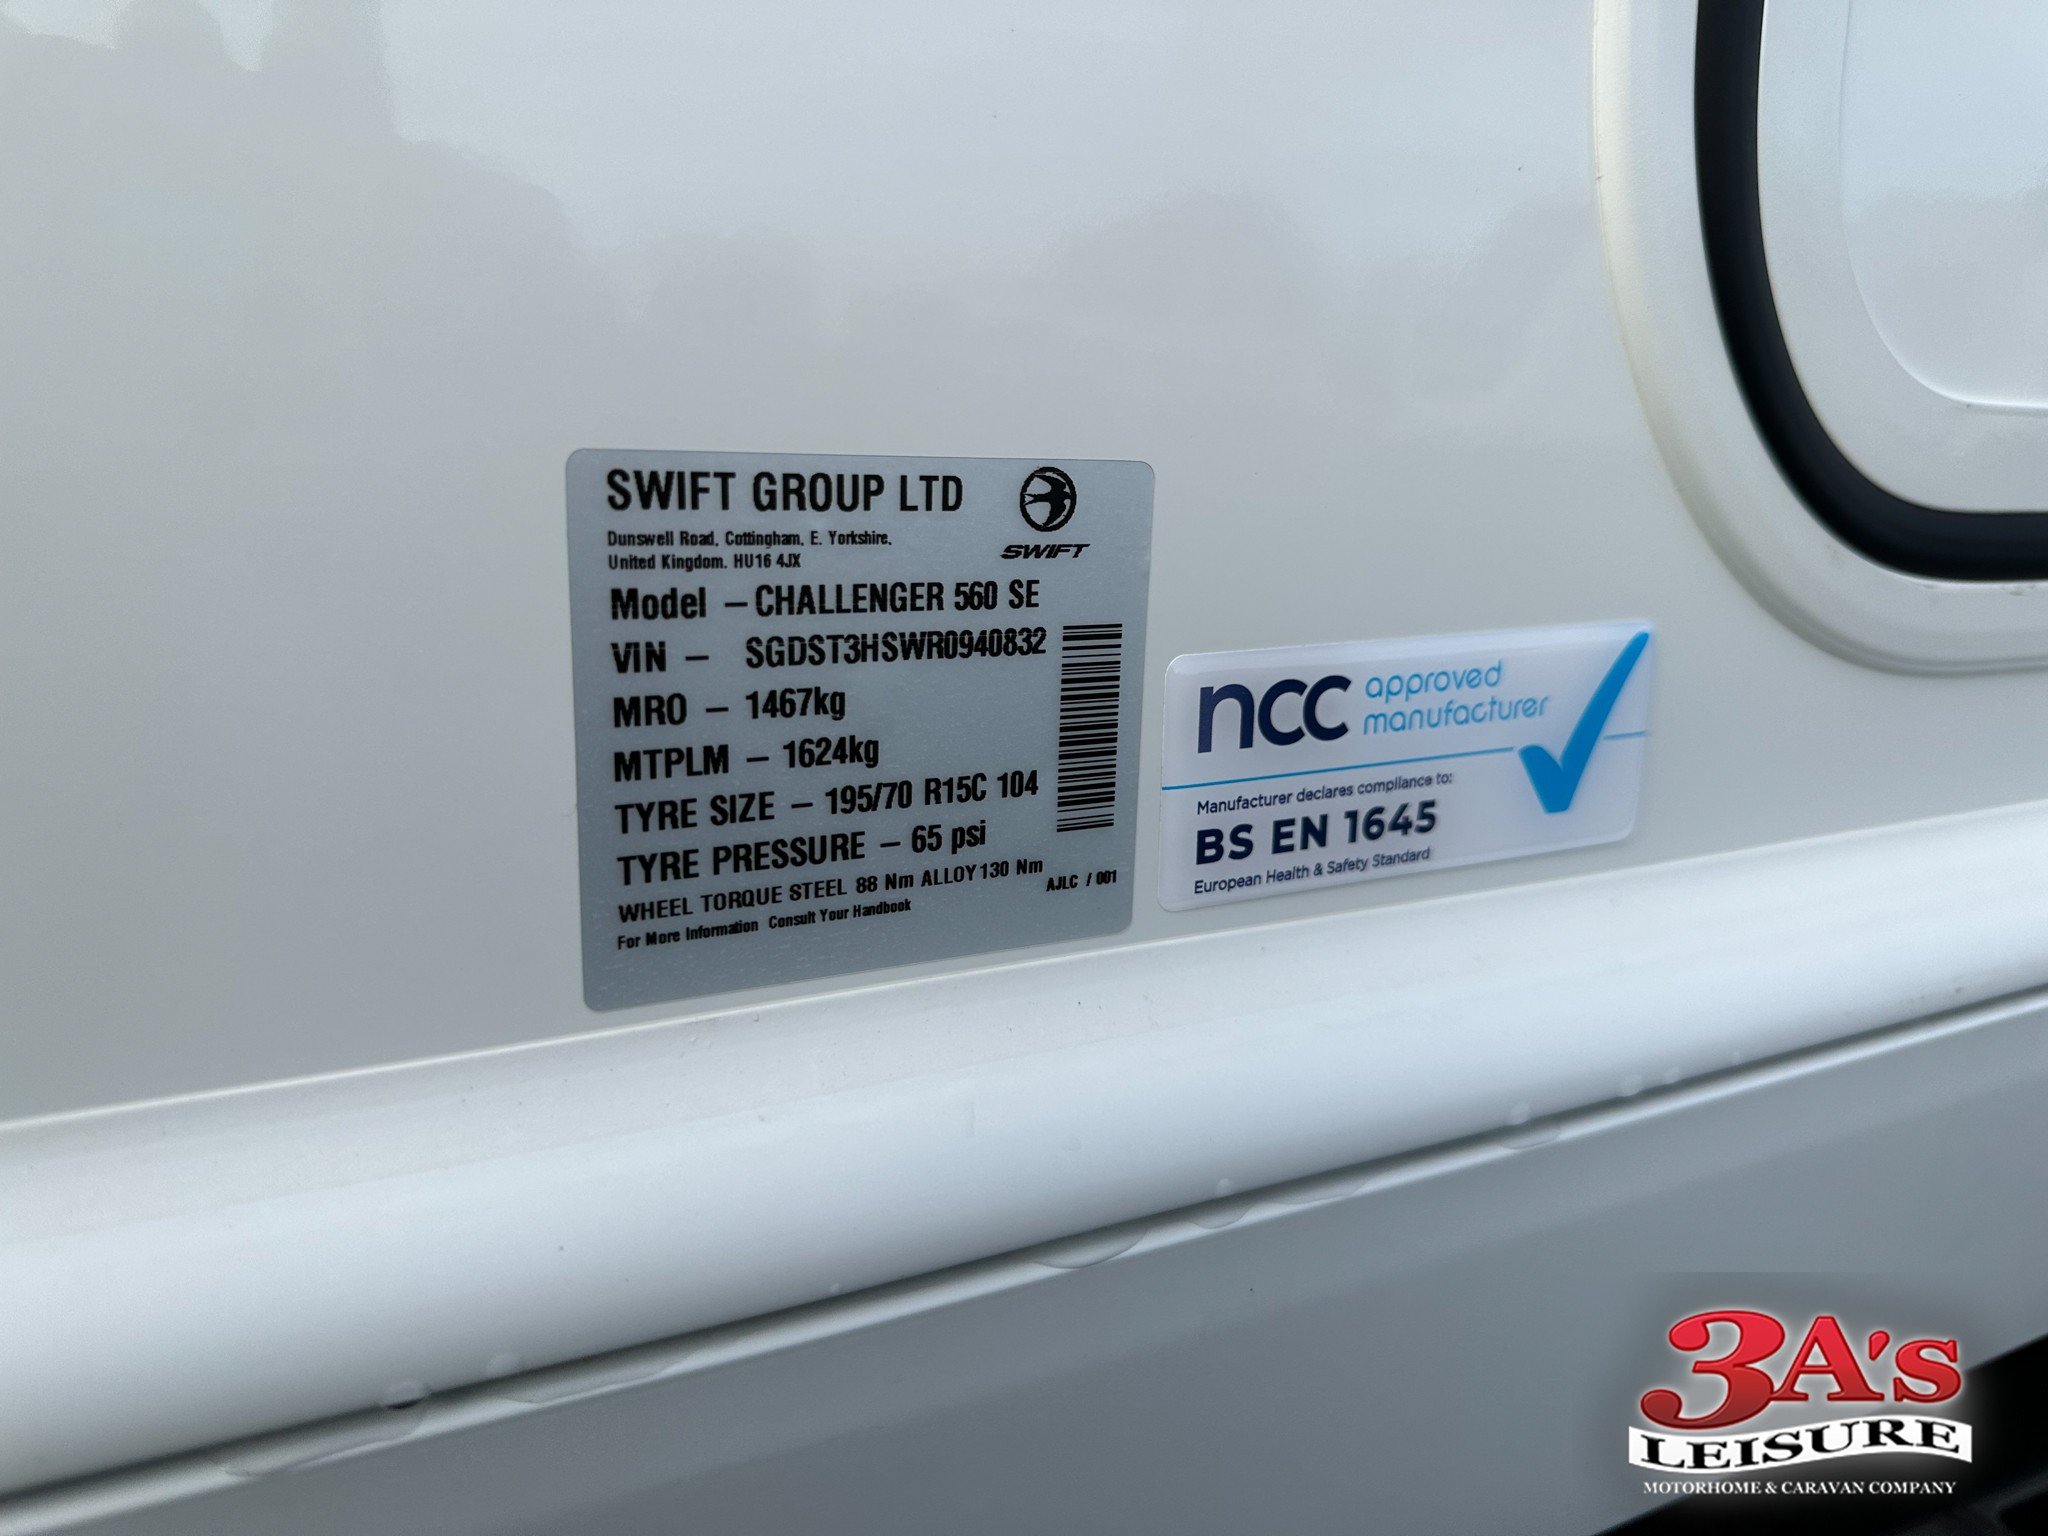 SWIFT GROUP LTD
Dunswell Road, Cottingham, E. Yorkshire,
United Kingdom. HU16 4JX
SWIFT
Model – CHALLENGER 560 SE
VIN – SGDST3HSWR0940832
MRO – 1467kg
MTPLM – 1624kg
TYRE SIZE – 195/70 R15C 104
TYRE PRESSURE – 65 psi
WHEEL TORQUE STEEL 88 Nm ALLOY 130 Nm
AJLC / 001
For More Information Consult Your Handbook
ncc approved manufacturer
Manufacturer declares compliance to:
BS EN 1645
European Health & Safety Standard
3A's
LEISURE
MOTORHOME & CARAVAN COMPANY